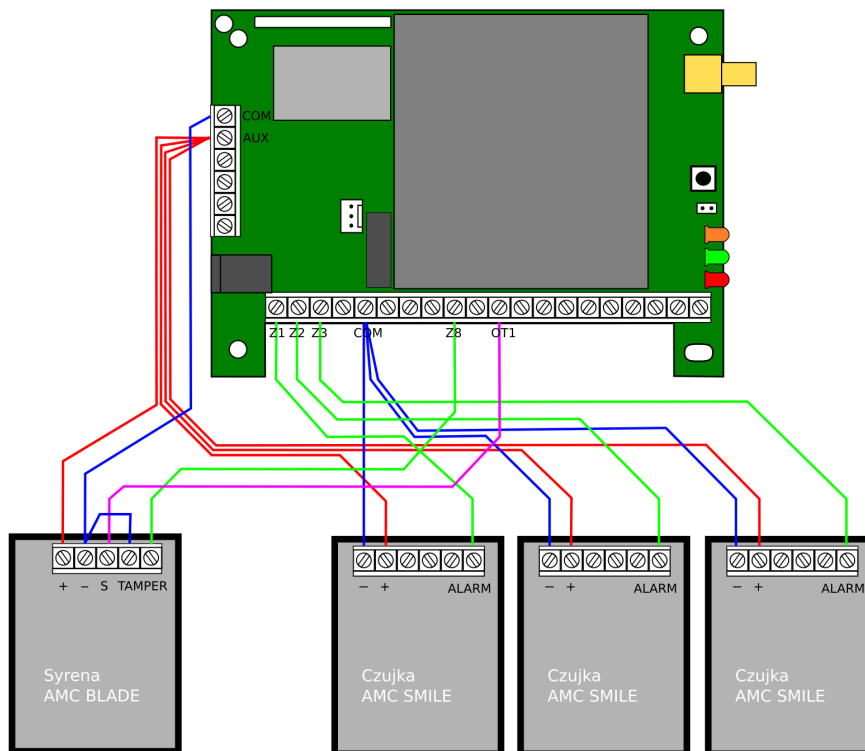 COM
AUX
Z1 Z2 Z3 COM Z8 OT1
+ − S TAMPER
− + ALARM
− + ALARM
− + ALARM
Syrena
AMC BLADE
Czujka
AMC SMILE
Czujka
AMC SMILE
Czujka
AMC SMILE